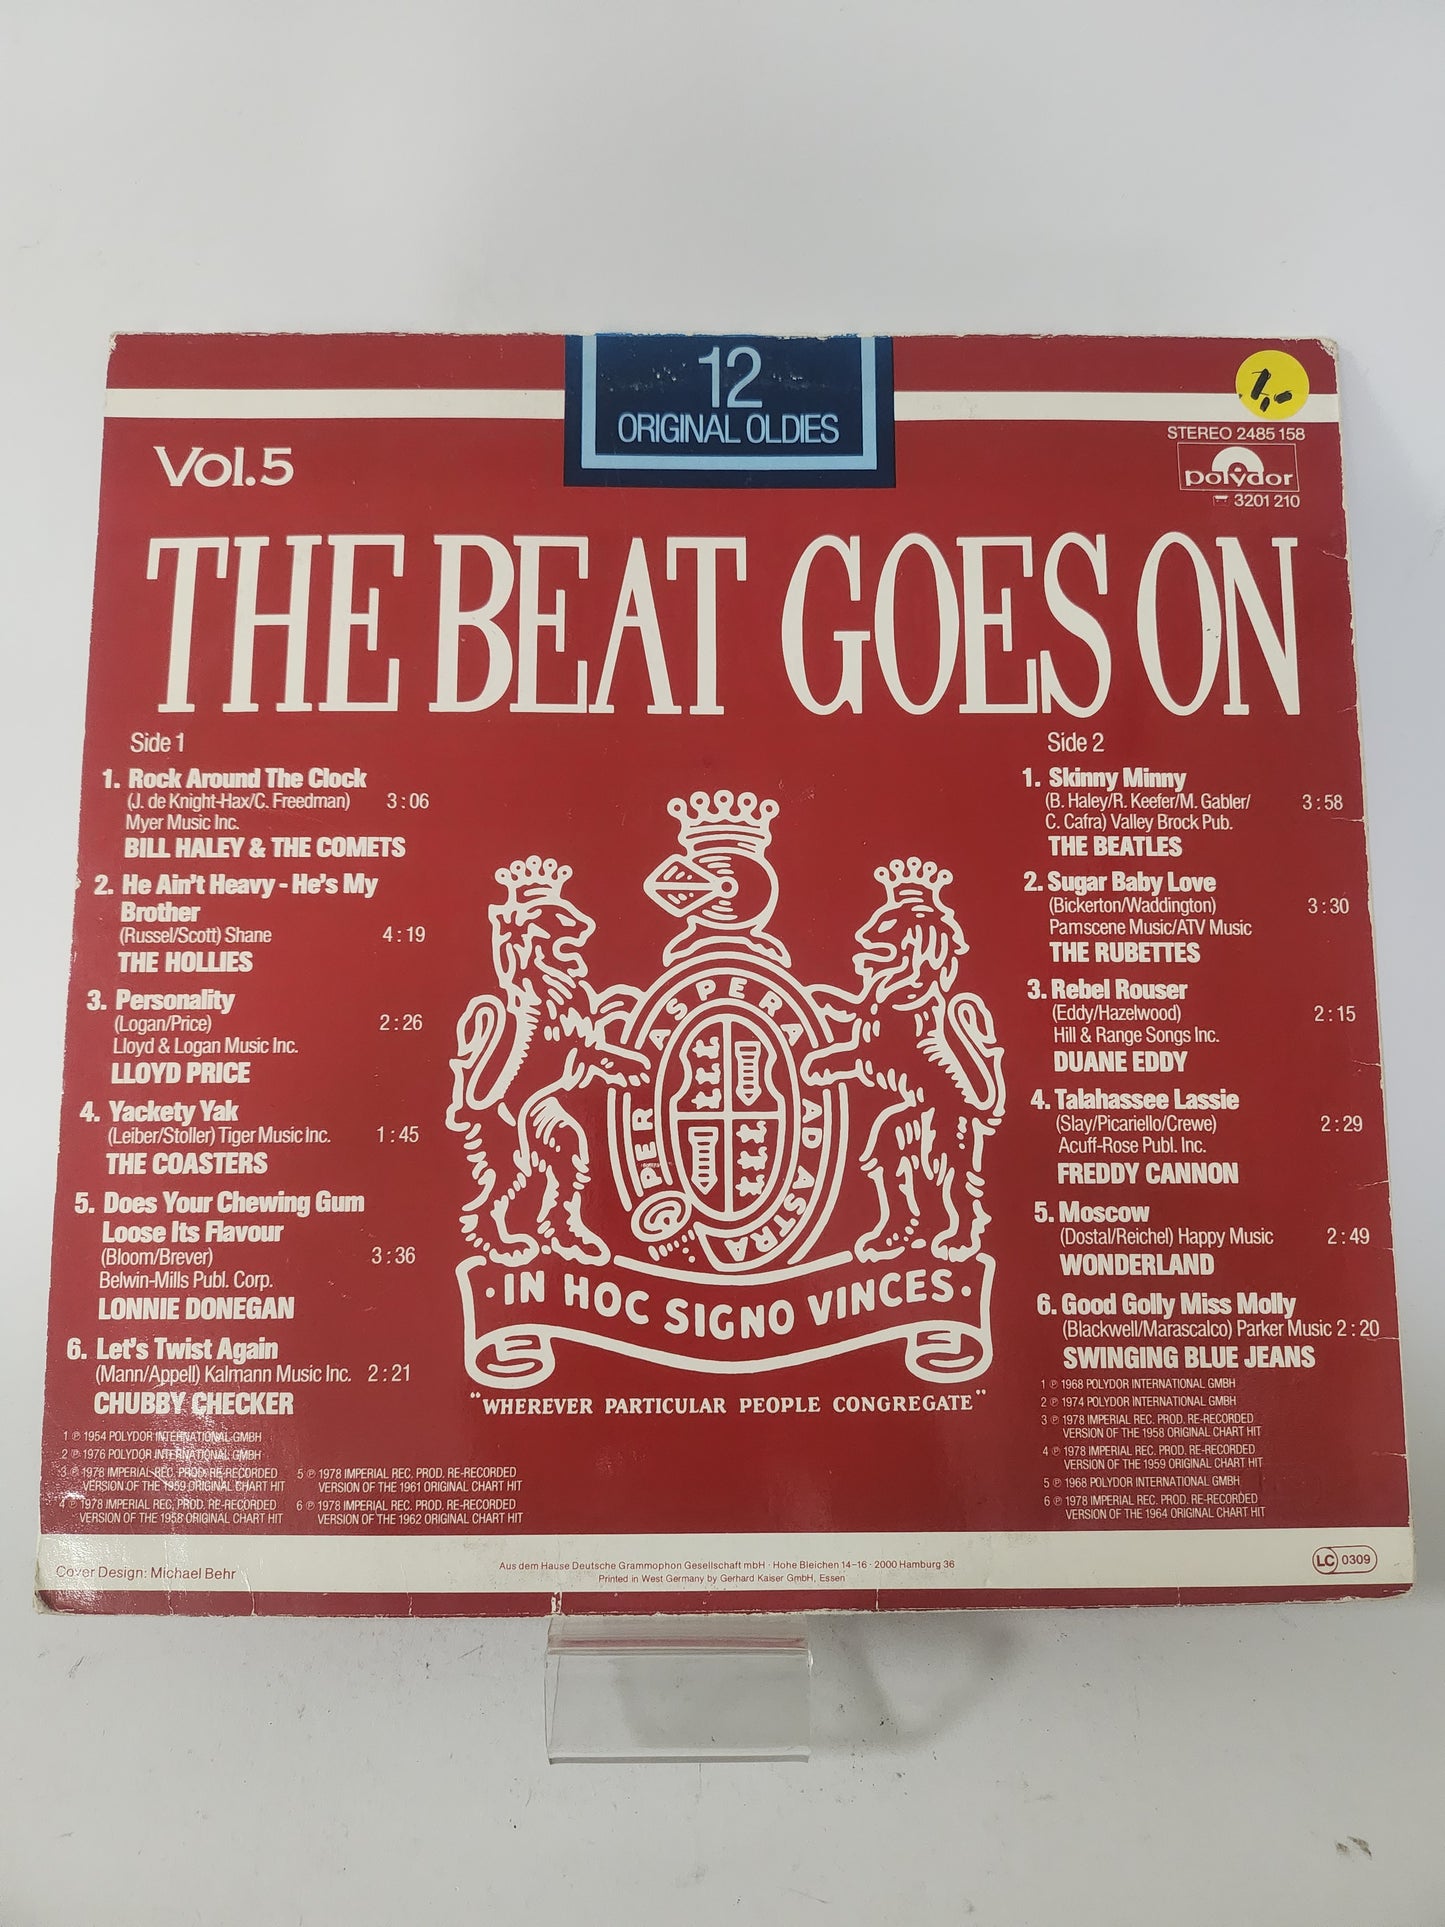 12
ORIGINAL OLDIES
1,-
Vol.5
STEREO 2485 158
polydor
3201 210
THE BEAT GOES ON
Side 1
1. Rock Around The Clock
(J. de Knight-Hax/C. Freedman) 3:06
Myer Music Inc.
BILL HALEY & THE COMETS
2. He Ain't Heavy - He's My
Brother
(Russel/Scott) Shane 4:19
THE HOLLIES
3. Personality
(Logan/Price) 2:26
Lloyd & Logan Music Inc.
LLOYD PRICE
4. Yackety Yak
(Leiber/Stoller) Tiger Music Inc. 1:45
THE COASTERS
5. Does Your Chewing Gum
Loose Its Flavour
(Bloom/Brever) 3:36
Belwin-Mills Publ. Corp.
LONNIE DONEGAN
6. Let's Twist Again
(Mann/Appell) Kalmann Music Inc. 2:21
CHUBBY CHECKER
1 ℗ 1954 POLYDOR INTERNATIONAL GMBH
2 ℗ 1976 POLYDOR INTERNATIONAL GMBH
3 ℗ 1978 IMPERIAL REC. PROD. RE-RECORDED
VERSION OF THE 1959 ORIGINAL CHART HIT
4 ℗ 1978 IMPERIAL REC. PROD. RE-RECORDED
VERSION OF THE 1958 ORIGINAL CHART HIT
5 ℗ 1978 IMPERIAL REC. PROD. RE-RECORDED
VERSION OF THE 1961 ORIGINAL CHART HIT
6 ℗ 1978 IMPERIAL REC. PROD. RE-RECORDED
VERSION OF THE 1962 ORIGINAL CHART HIT
PER ASPERA AD ASTRA
·IN HOC SIGNO VINCES·
"WHEREVER PARTICULAR PEOPLE CONGREGATE"
Side 2
1. Skinny Minny
(B. Haley/R. Keefer/M. Gabler/ 3:58
C. Cafra) Valley Brock Pub.
THE BEATLES
2. Sugar Baby Love
(Bickerton/Waddington) 3:30
Pamscene Music/ATV Music
THE RUBETTES
3. Rebel Rouser
(Eddy/Hazelwood) 2:15
Hill & Range Songs Inc.
DUANE EDDY
4. Talahassee Lassie
(Slay/Picariello/Crewe) 2:29
Acuff-Rose Publ. Inc.
FREDDY CANNON
5. Moscow
(Dostal/Reichel) Happy Music 2:49
WONDERLAND
6. Good Golly Miss Molly
(Blackwell/Marascalco) Parker Music 2:20
SWINGING BLUE JEANS
1 ℗ 1968 POLYDOR INTERNATIONAL GMBH
2 ℗ 1974 POLYDOR INTERNATIONAL GMBH
3 ℗ 1978 IMPERIAL REC. PROD. RE-RECORDED
VERSION OF THE 1958 ORIGINAL CHART HIT
4 ℗ 1978 IMPERIAL REC. PROD. RE-RECORDED
VERSION OF THE 1959 ORIGINAL CHART HIT
5 ℗ 1968 POLYDOR INTERNATIONAL GMBH
6 ℗ 1978 IMPERIAL REC. PROD. RE-RECORDED
VERSION OF THE 1964 ORIGINAL CHART HIT
Cover Design: Michael Behr
Aus dem Hause Deutsche Grammophon Gesellschaft mbH · Hohe Bleichen 14-16 · 2000 Hamburg 36
Printed in West Germany by Gerhard Kaiser GmbH, Essen
LC 0309